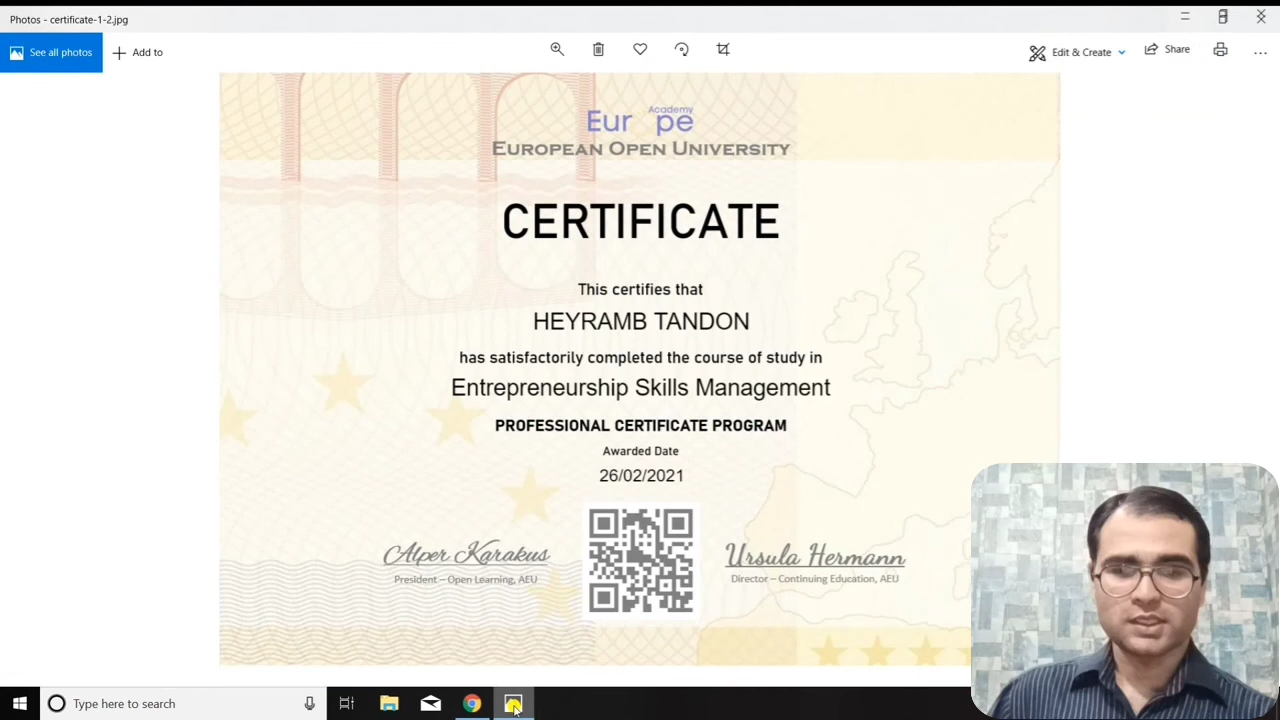 Photos - certificate-1-2.jpg
See all photos
Add to
Edit & Create
Share
Academy
Eur pe
EUROPEAN OPEN UNIVERSITY
CERTIFICATE
This certifies that
HEYRAMB TANDON
has satisfactorily completed the course of study in
Entrepreneurship Skills Management
PROFESSIONAL CERTIFICATE PROGRAM
Awarded Date
26/02/2021
Alper Karakus
President – Open Learning, AEU
Ursula Hermann
Director – Continuing Education, AEU
Type here to search